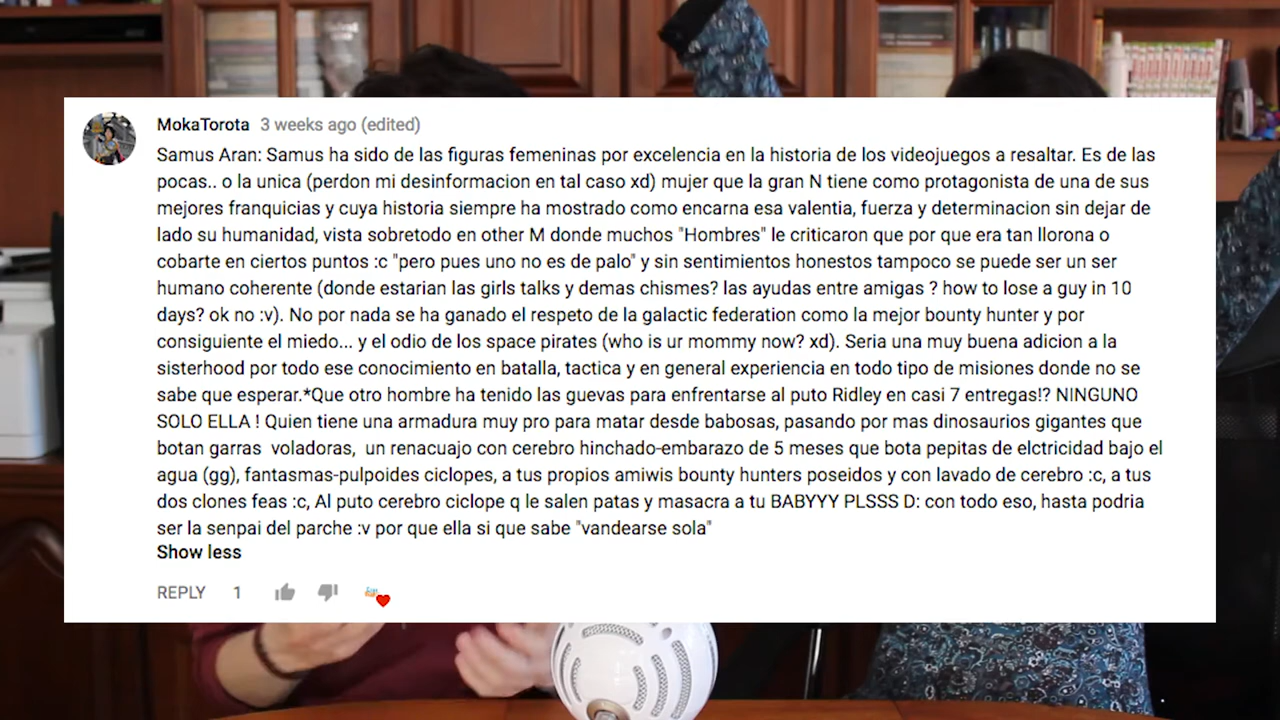 MokaTorota 3 weeks ago (edited)
Samus Aran: Samus ha sido de las figuras femeninas por excelencia en la historia de los videojuegos a resaltar. Es de las
pocas.. o la unica (perdon mi desinformacion en tal caso xd) mujer que la gran N tiene como protagonista de una de sus
mejores franquicias y cuya historia siempre ha mostrado como encarna esa valentia, fuerza y determinacion sin dejar de
lado su humanidad, vista sobretodo en other M donde muchos "Hombres" le criticaron que por que era tan llorona o
cobarte en ciertos puntos :c "pero pues uno no es de palo" y sin sentimientos honestos tampoco se puede ser un ser
humano coherente (donde estarian las girls talks y demas chismes? las ayudas entre amigas ? how to lose a guy in 10
days? ok no :v). No por nada se ha ganado el respeto de la galactic federation como la mejor bounty hunter y por
consiguiente el miedo... y el odio de los space pirates (who is ur mommy now? xd). Seria una muy buena adicion a la
sisterhood por todo ese conocimiento en batalla, tactica y en general experiencia en todo tipo de misiones donde no se
sabe que esperar.*Que otro hombre ha tenido las guevas para enfrentarse al puto Ridley en casi 7 entregas!? NINGUNO
SOLO ELLA ! Quien tiene una armadura muy pro para matar desde babosas, pasando por mas dinosaurios gigantes que
botan garras  voladoras,  un renacuajo con cerebro hinchado-embarazo de 5 meses que bota pepitas de elctricidad bajo el
agua (gg), fantasmas-pulpoides ciclopes, a tus propios amiwis bounty hunters poseidos y con lavado de cerebro :c, a tus
dos clones feas :c, Al puto cerebro ciclope q le salen patas y masacra a tu BABYYY PLSSS D: con todo eso, hasta podria
ser la senpai del parche :v por que ella si que sabe "vandearse sola"
Show less
REPLY 1